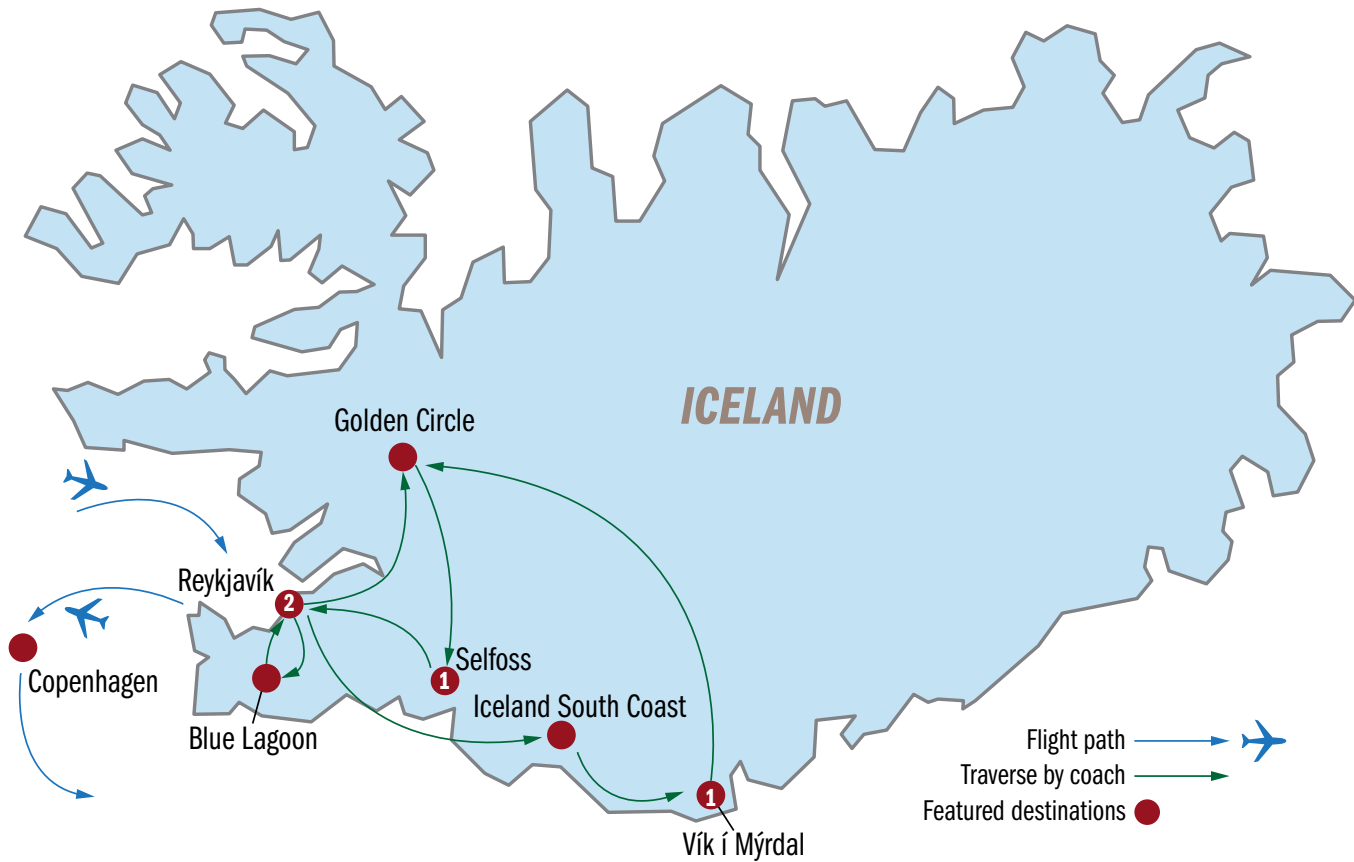 ICELAND
Golden Circle
Reykjavík
2
Selfoss
1
Copenhagen
Iceland South Coast
Blue Lagoon
1
Vík í Mýrdal
Flight path
Traverse by coach
Featured destinations